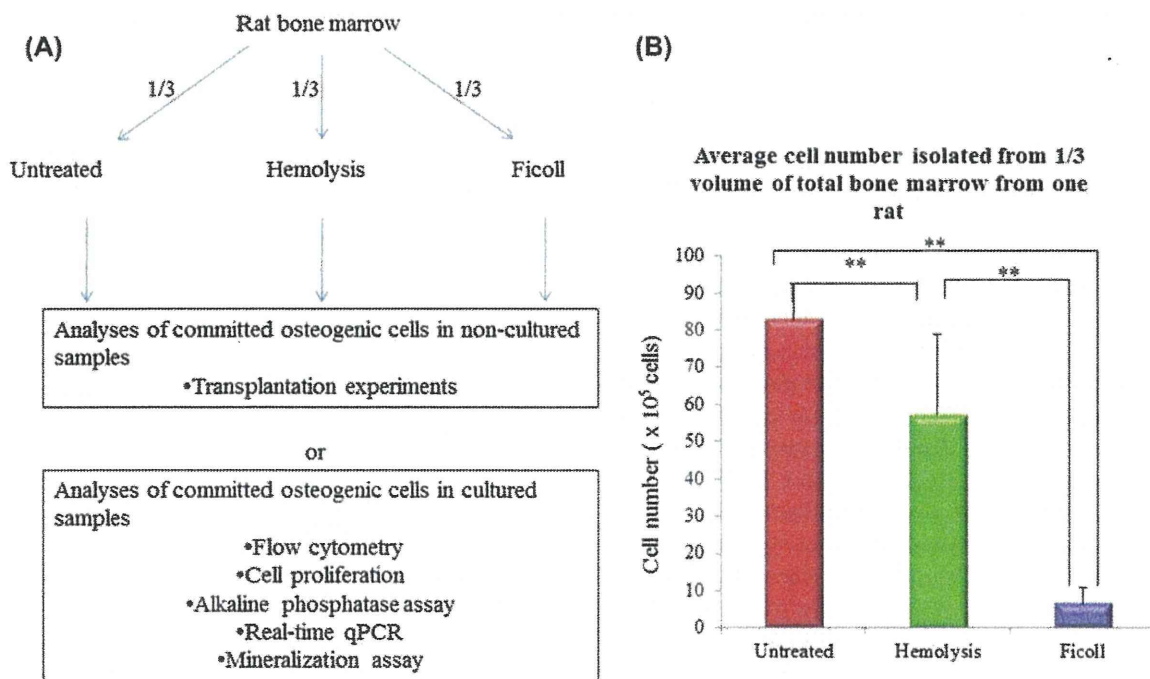 (A)
Rat bone marrow
1/3
1/3
1/3
Untreated
Hemolysis
Ficoll
Analyses of committed osteogenic cells in non-cultured
samples
•Transplantation experiments
or
Analyses of committed osteogenic cells in cultured
samples
•Flow cytometry
•Cell proliferation
•Alkaline phosphatase assay
•Real-time qPCR
•Mineralization assay
(B)
Average cell number isolated from 1/3
volume of total bone marrow from one
rat
**
**
**
Cell number ( x 10⁵ cells)
100
90
80
70
60
50
40
30
20
10
0
Untreated
Hemolysis
Ficoll